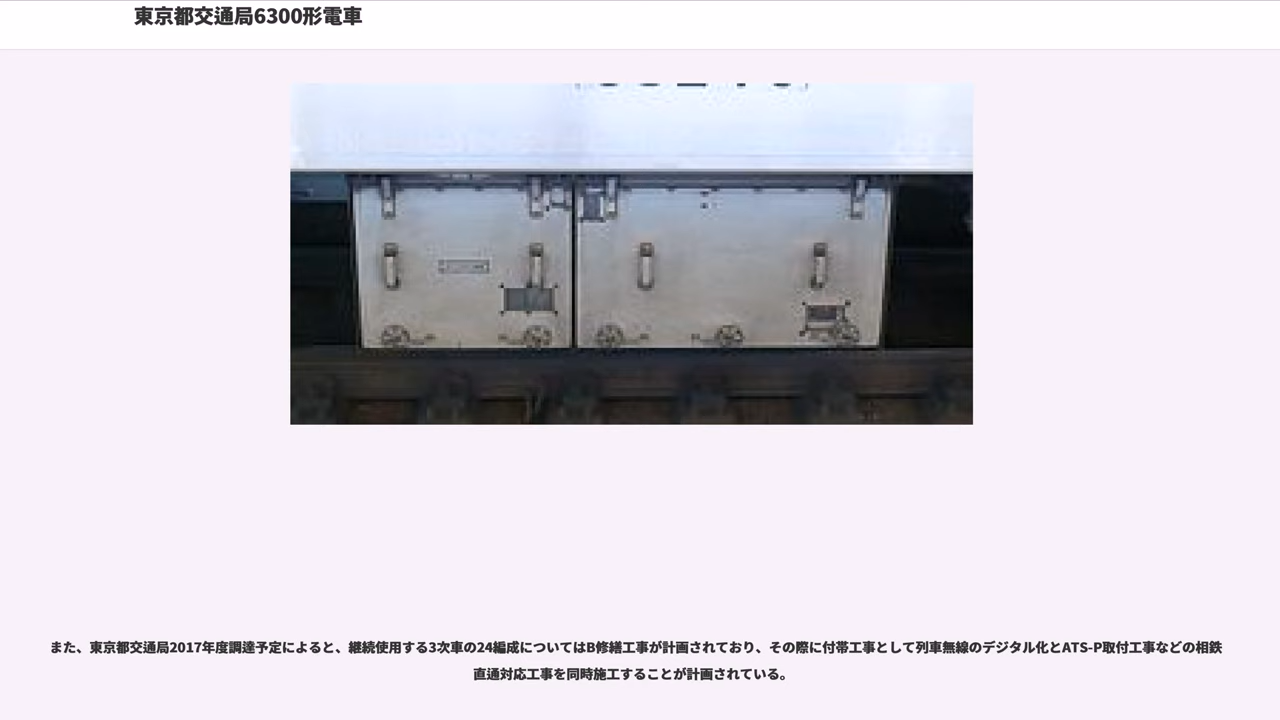 東京都交通局6300形電車
また、東京都交通局2017年度調達予定によると、継続使用する3次車の24編成についてはB修繕工事が計画されており、その際に付帯工事として列車無線のデジタル化とATS-P取付工事などの相鉄
直通対応工事を同時施工することが計画されている。